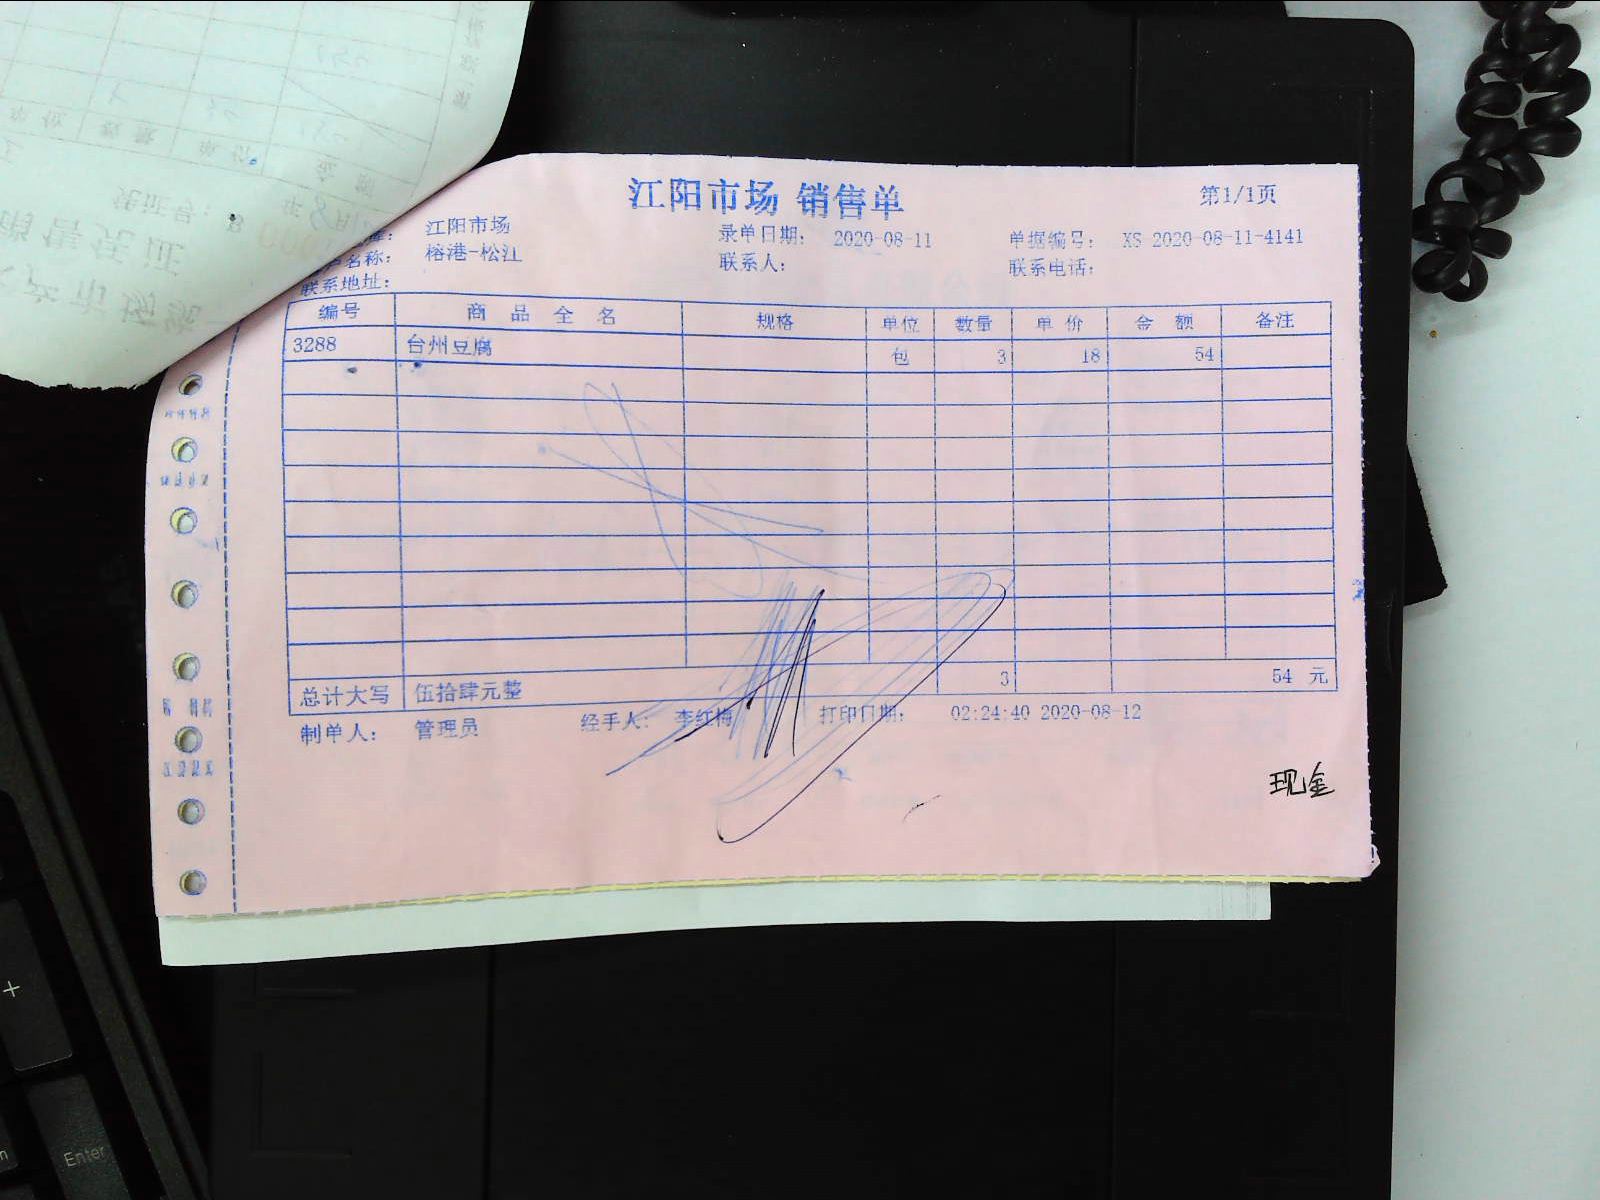 江阳市场 销售单
第1/1页
江阳市场 录单日期: 2020-08-11 单据编号: XS 2020-08-11-4141
户名称: 榕港-松江 联系人: 联系电话:
联系地址:
编号 商品全名 规格 单位 数量 单价 金额 备注
3288 台州豆腐 包 3 18 54
总计大写 伍拾肆元整 3 54 元
制单人: 管理员 经手人: 李红梅 打印日期: 02:24:40 2020-08-12
现金
+
Enter